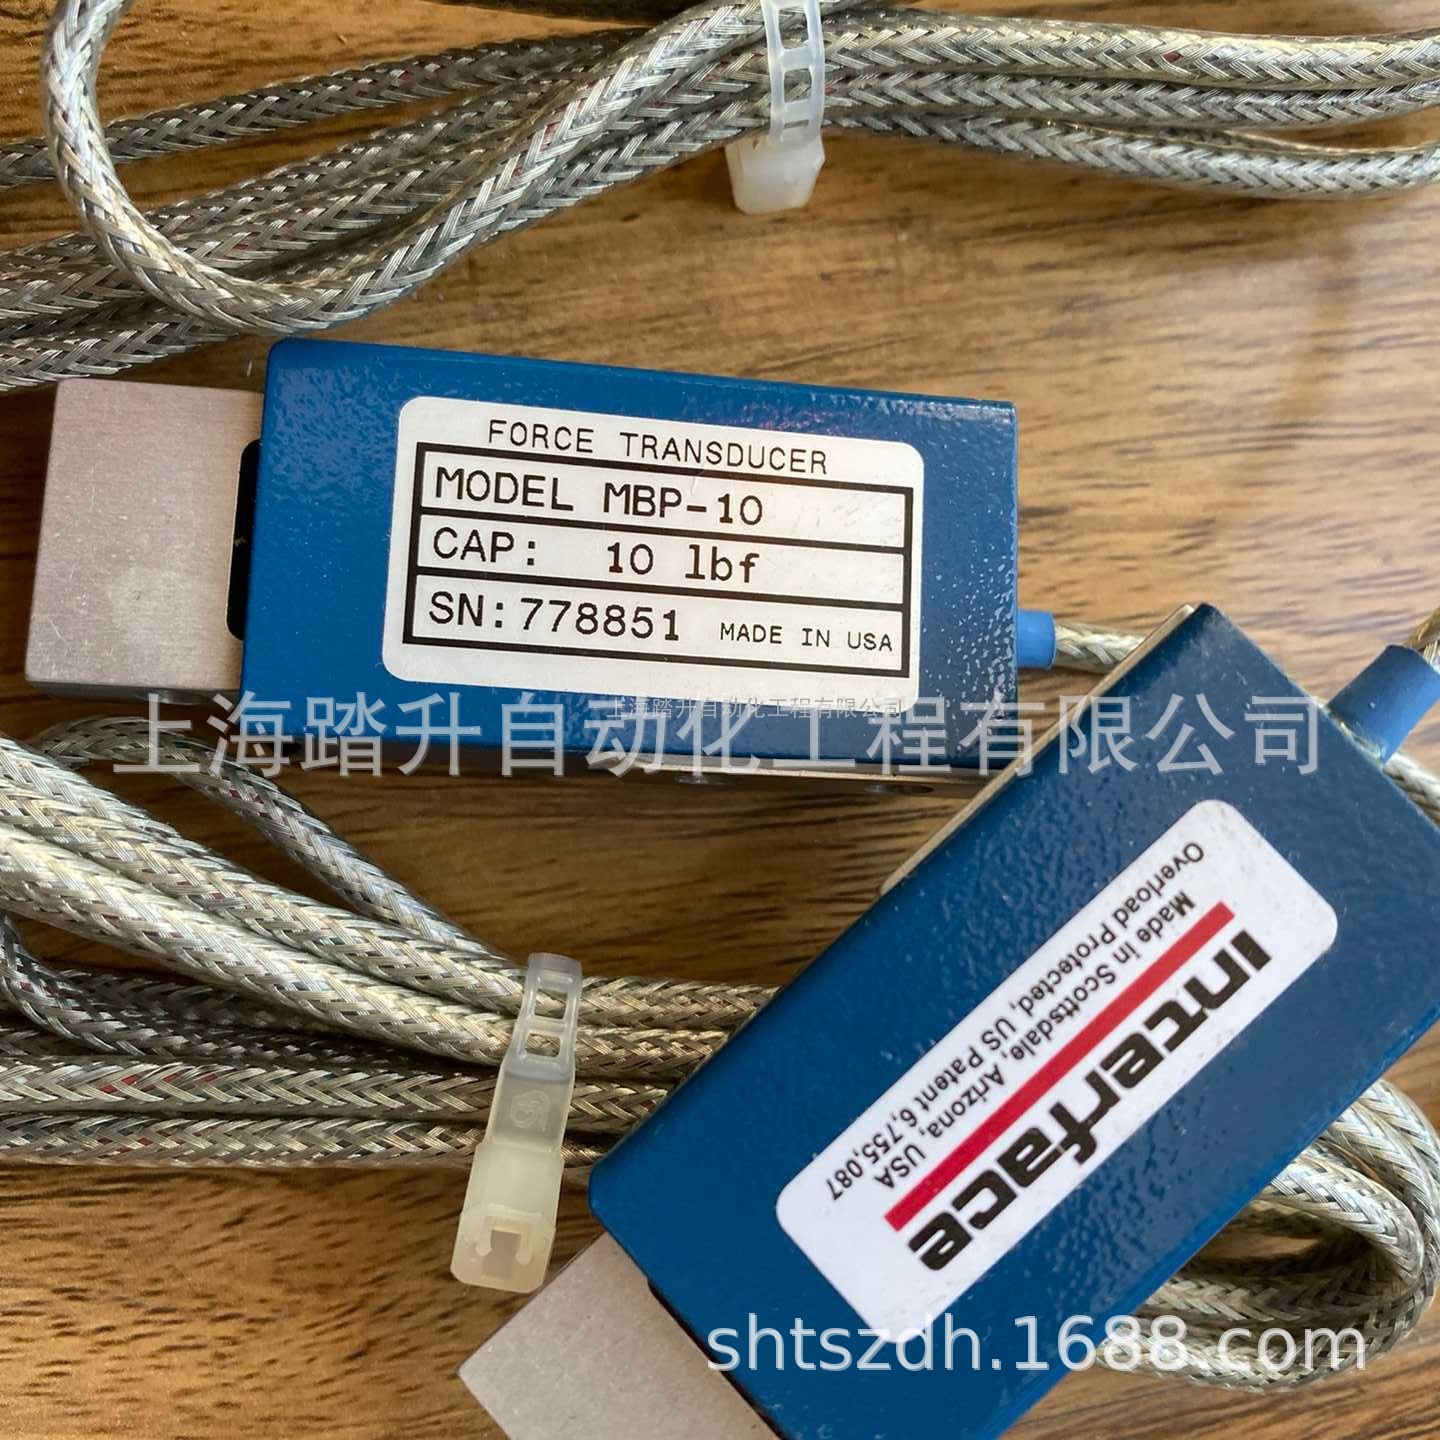 FORCE TRANSDUCER
MODEL MBP-10
CAP: 10 lbf
SN:778851 MADE IN USA
上海踏升自动化工程有限公司
上海踏升自动化工程有限公司
interface
Made in Scottsdale, Arizona, USA
Overload Protected, US Patent 6,755,087
shtszdh.1688.com